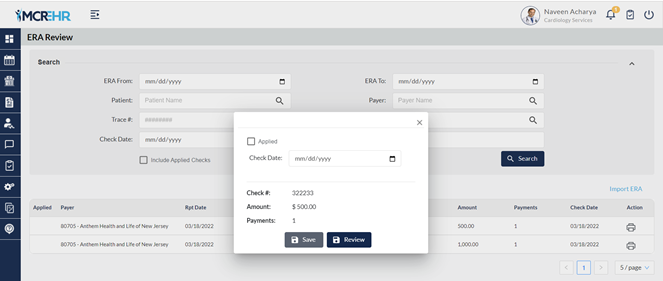 MCREHR
Naveen Acharya
Cardiology Services
ERA Review
Search
ERA From: mm/dd/yyyy ERA To: mm/dd/yyyy
Patient: Patient Name Payer: Payer Name
Trace #: ########
Check Date: mm/dd/yyyy
Include Applied Checks Search
Applied
Check Date: mm/dd/yyyy
Check #: 322233
Amount: $ 500.00
Payments: 1
Save Review
Import ERA
Applied Payer Rpt Date Amount Payments Check Date Action
80705 - Anthem Health and Life of New Jersey 03/18/2022 500.00 1 03/18/2022
80705 - Anthem Health and Life of New Jersey 03/18/2022 1,000.00 1 03/18/2022
1 5 / page